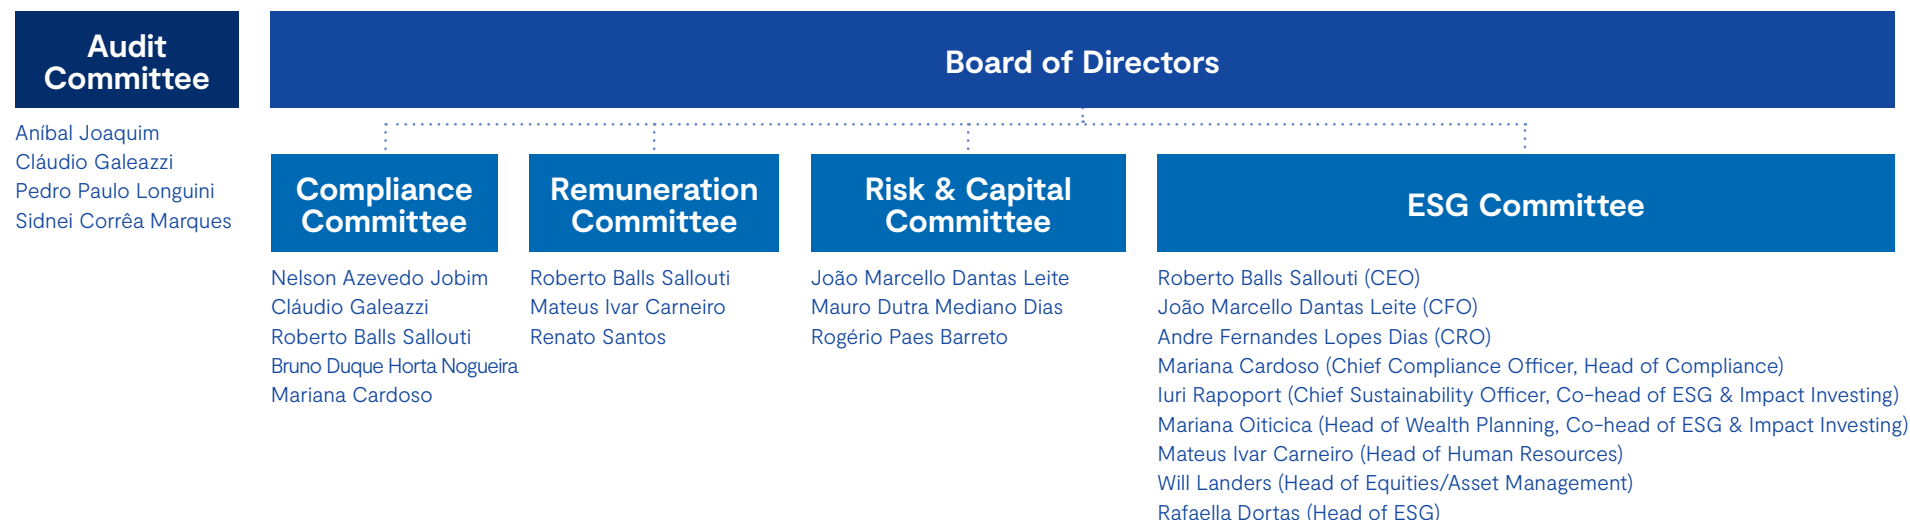 Audit
Committee
Aníbal Joaquim
Cláudio Galeazzi
Pedro Paulo Longuini
Sidnei Corrêa Marques
Board of Directors
Compliance
Committee
Nelson Azevedo Jobim
Cláudio Galeazzi
Roberto Balls Sallouti
Bruno Duque Horta Nogueira
Mariana Cardoso
Remuneration
Committee
Roberto Balls Sallouti
Mateus Ivar Carneiro
Renato Santos
Risk & Capital
Committee
João Marcello Dantas Leite
Mauro Dutra Mediano Dias
Rogério Paes Barreto
ESG Committee
Roberto Balls Sallouti (CEO)
João Marcello Dantas Leite (CFO)
Andre Fernandes Lopes Dias (CRO)
Mariana Cardoso (Chief Compliance Officer, Head of Compliance)
Iuri Rapoport (Chief Sustainability Officer, Co-head of ESG & Impact Investing)
Mariana Oiticica (Head of Wealth Planning, Co-head of ESG & Impact Investing)
Mateus Ivar Carneiro (Head of Human Resources)
Will Landers (Head of Equities/Asset Management)
Rafaella Dortas (Head of ESG)